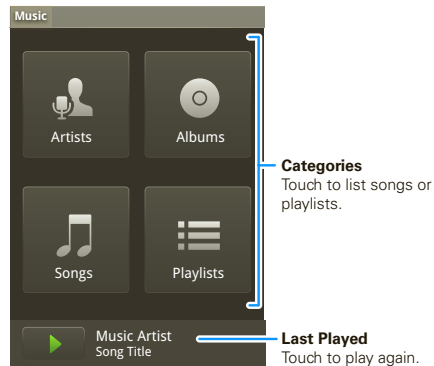 Music
Artists
Albums
Songs
Playlists
Music Artist
Song Title
Categories
Touch to list songs or
playlists.
Last Played
Touch to play again.